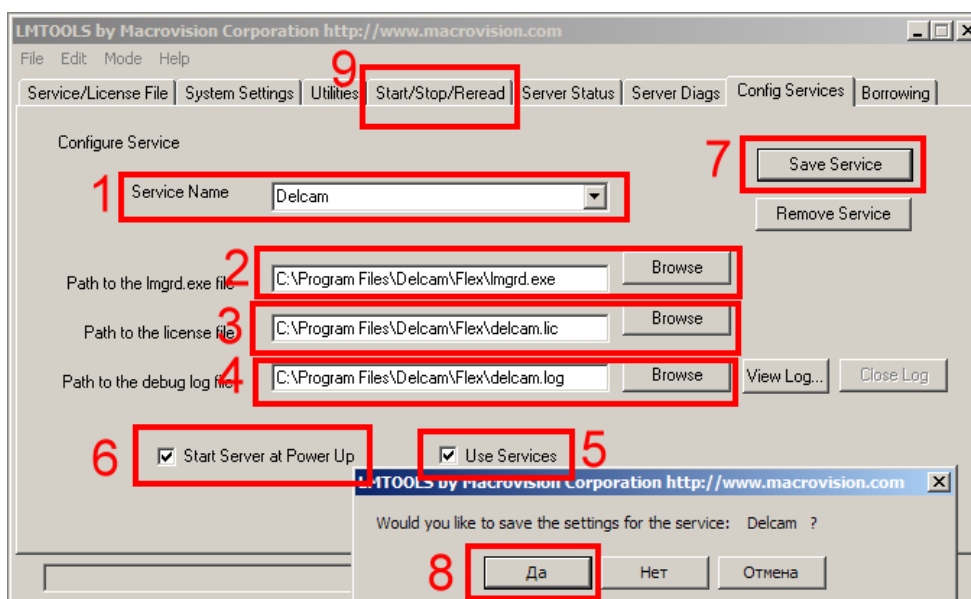 LMTOOLS by Macrovision Corporation http://www.macrovision.com
File Edit Mode Help
9
Service/License File System Settings Utilities Start/Stop/Reread Server Status Server Diags Config Services Borrowing
Configure Service
7 Save Service
1 Service Name Delcam
Remove Service
2 Path to the lmgrd.exe file C:\Program Files\Delcam\Flex\lmgrd.exe Browse
3 Path to the license file C:\Program Files\Delcam\Flex\delcam.lic Browse
4 Path to the debug log file C:\Program Files\Delcam\Flex\delcam.log Browse View Log... Close Log
6 Start Server at Power Up Use Services 5
LMTOOLS by Macrovision Corporation http://www.macrovision.com
Would you like to save the settings for the service: Delcam ?
8 Да Нет Отмена